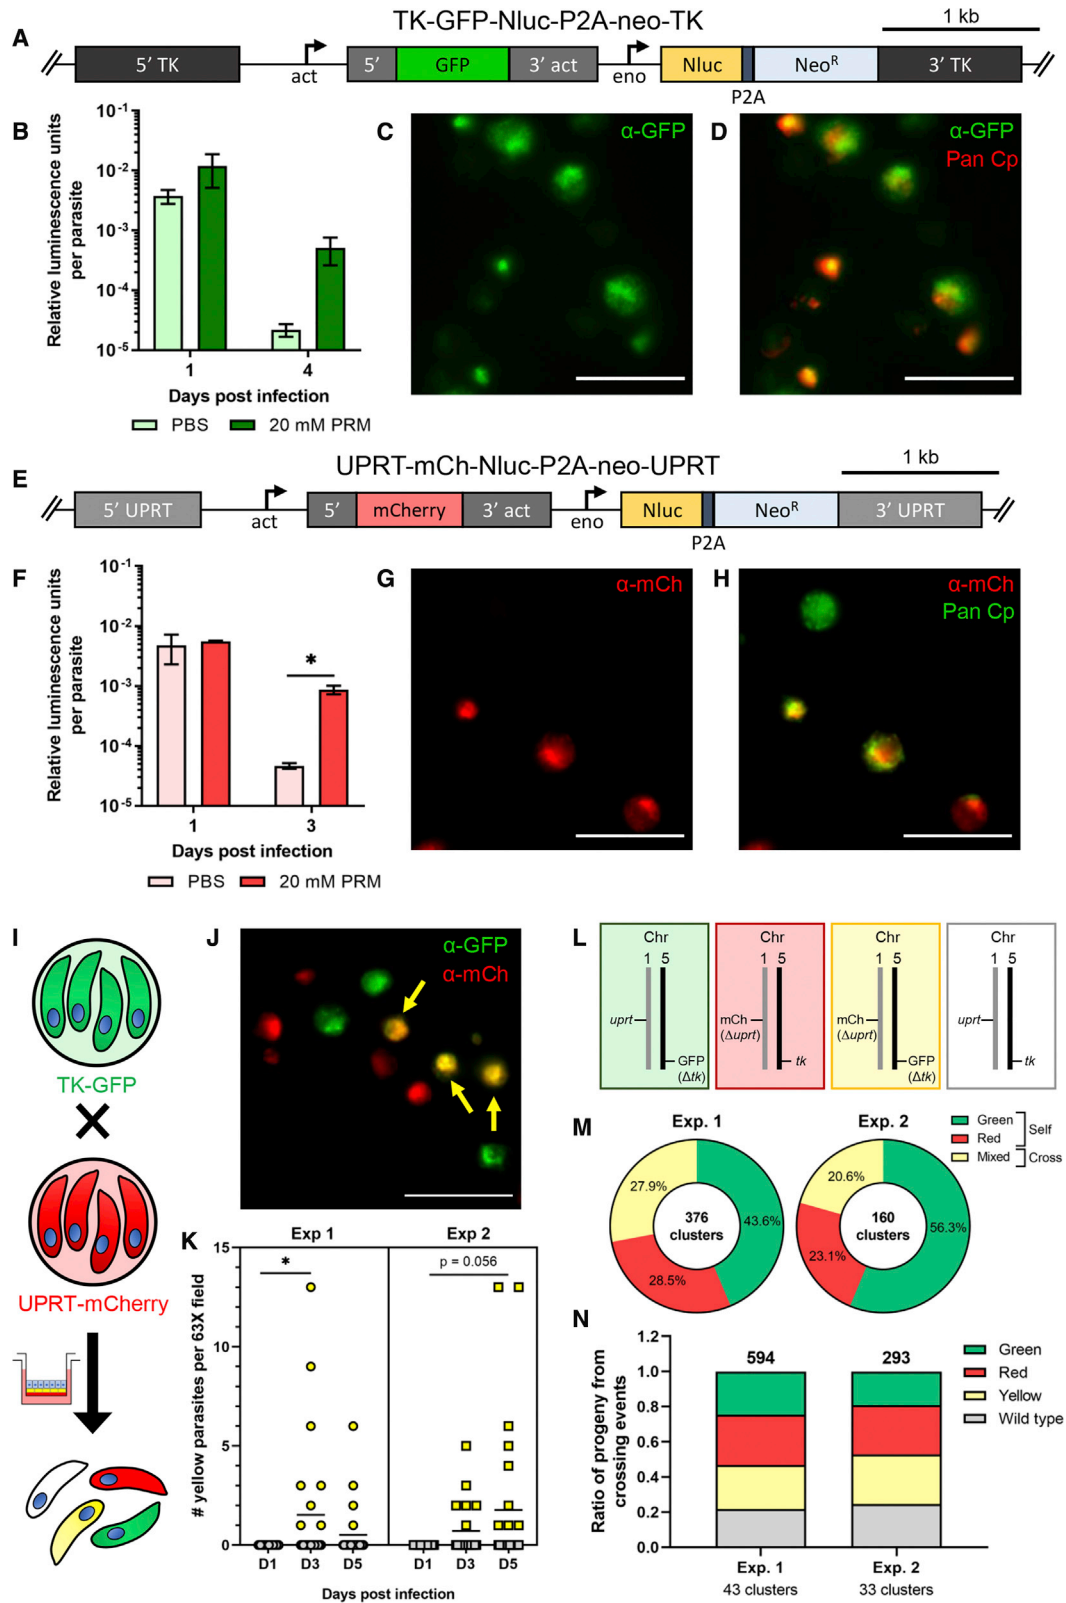 A
TK-GFP-Nluc-P2A-neo-TK
1 kb
5' TK
act
5'
GFP
3' act
eno
Nluc
P2A
Neo^R
3' TK
B
Relative luminescence units
per parasite
10^-1
10^-2
10^-3
10^-4
10^-5
1
4
Days post infection
PBS
20 mM PRM
C
α-GFP
D
α-GFP
Pan Cp
E
UPRT-mCh-Nluc-P2A-neo-UPRT
1 kb
5' UPRT
act
5'
mCherry
3' act
eno
Nluc
P2A
Neo^R
3' UPRT
F
Relative luminescence units
per parasite
10^-1
10^-2
10^-3
10^-4
10^-5
*
1
3
Days post infection
PBS
20 mM PRM
G
α-mCh
H
α-mCh
Pan Cp
I
TK-GFP
UPRT-mCherry
J
α-GFP
α-mCh
K
Exp 1
Exp 2
# yellow parasites per 63X field
15
10
5
0
*
p = 0.056
D1
D3
D5
D1
D3
D5
Days post infection
L
Chr
1 5
uprt
GFP
(Δtk)
Chr
1 5
mCh
(Δuprt)
tk
Chr
1 5
mCh
(Δuprt)
GFP
(Δtk)
Chr
1 5
uprt
tk
M
Exp. 1
27.9%
43.6%
28.5%
376
clusters
Exp. 2
20.6%
56.3%
23.1%
160
clusters
Green
Red
Self
Mixed
Cross
N
Ratio of progeny from
crossing events
1.2
1.0
0.8
0.6
0.4
0.2
0.0
594
293
Exp. 1
43 clusters
Exp. 2
33 clusters
Green
Red
Yellow
Wild type